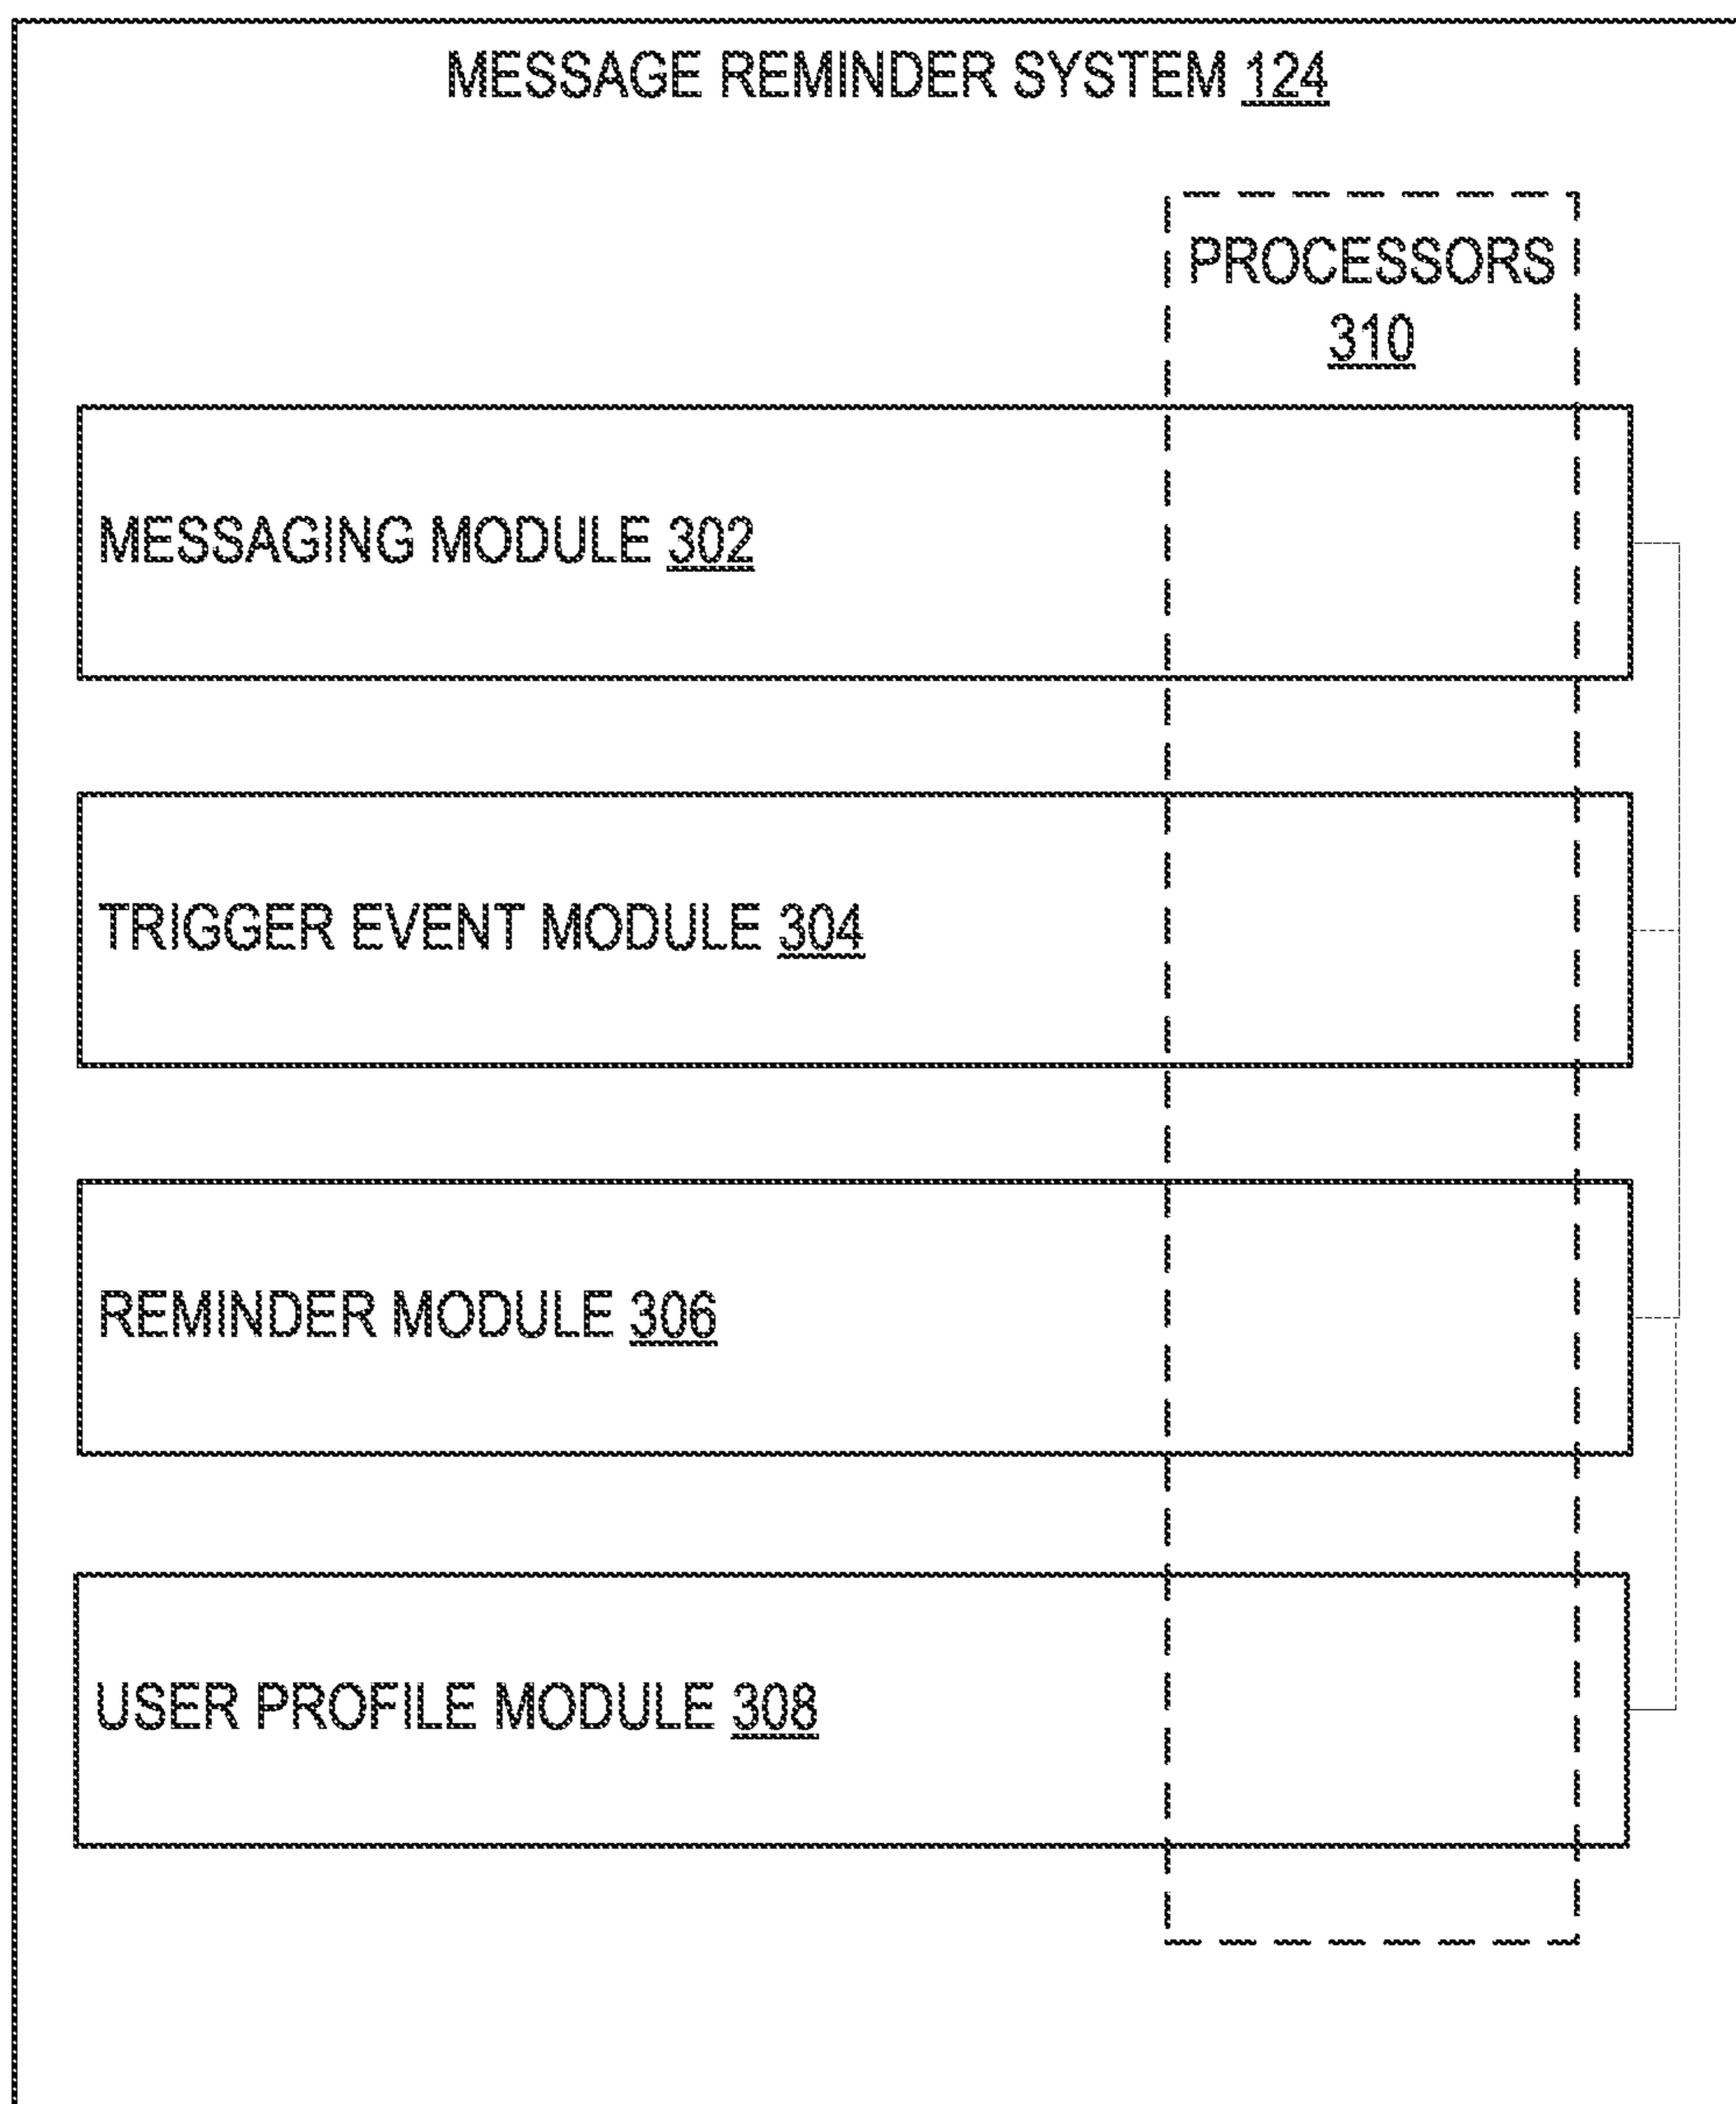 MESSAGE REMINDER SYSTEM 124
PROCESSORS
310
MESSAGING MODULE 302
TRIGGER EVENT MODULE 304
REMINDER MODULE 306
USER PROFILE MODULE 308